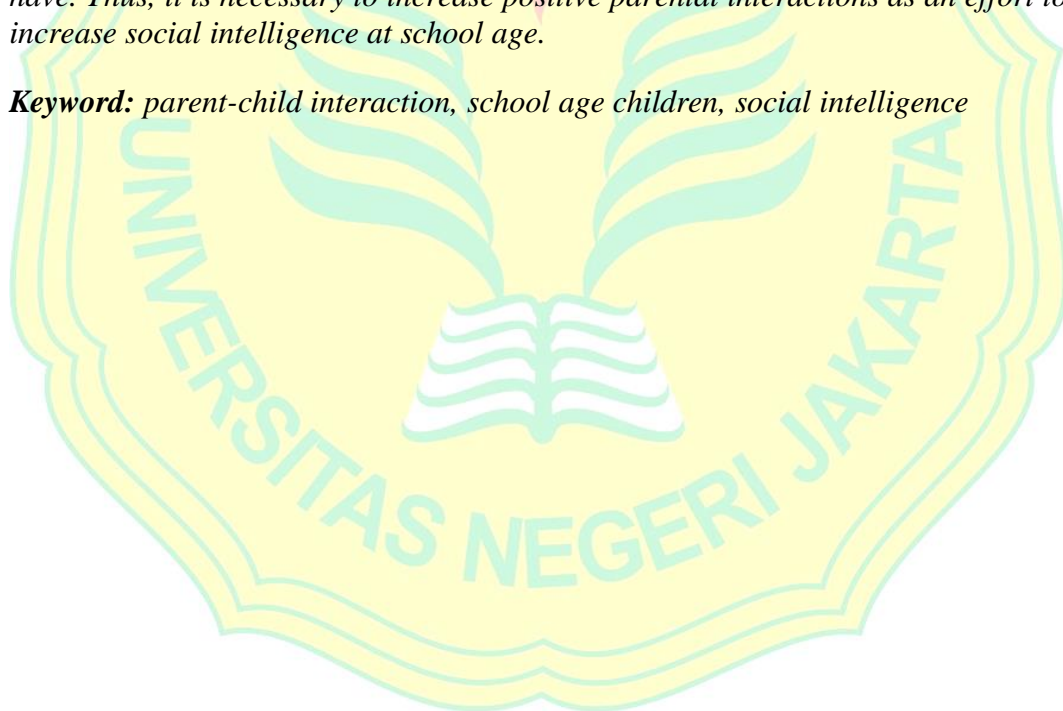 have. Thus, it is necessary to increase positive parental interactions as an effort to
increase social intelligence at school age.
Keyword: parent-child interaction, school age children, social intelligence
UNIVERSITAS NEGERI JAKARTA